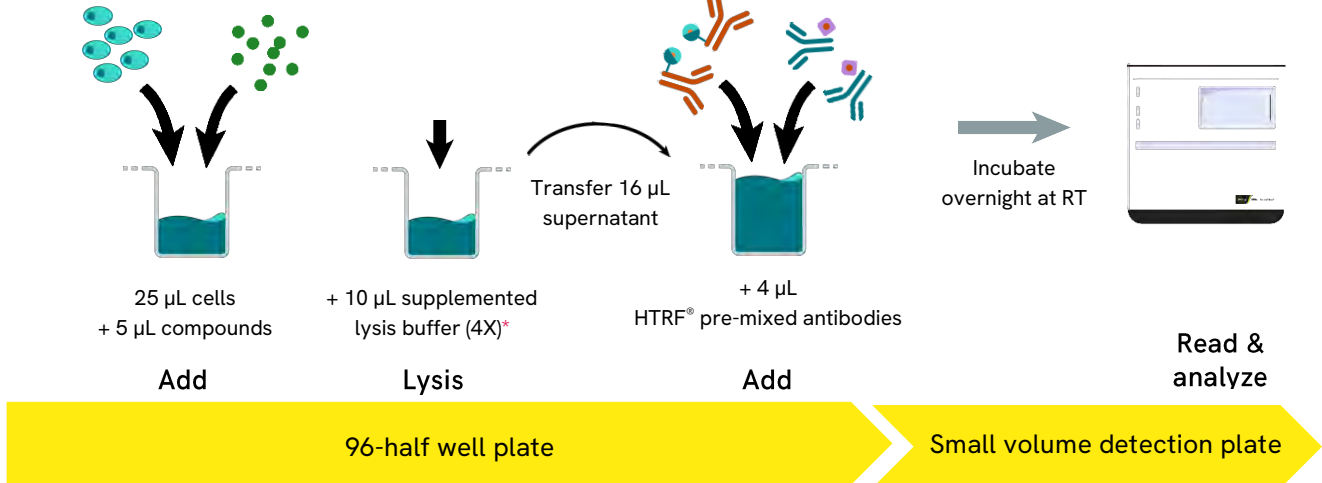 25 µL cells
+ 5 µL compounds
Add
+ 10 µL supplemented
lysis buffer (4X)*
Lysis
Transfer 16 µL
supernatant
+ 4 µL
HTRF® pre-mixed antibodies
Add
Incubate
overnight at RT
Read &
analyze
96-half well plate
Small volume detection plate